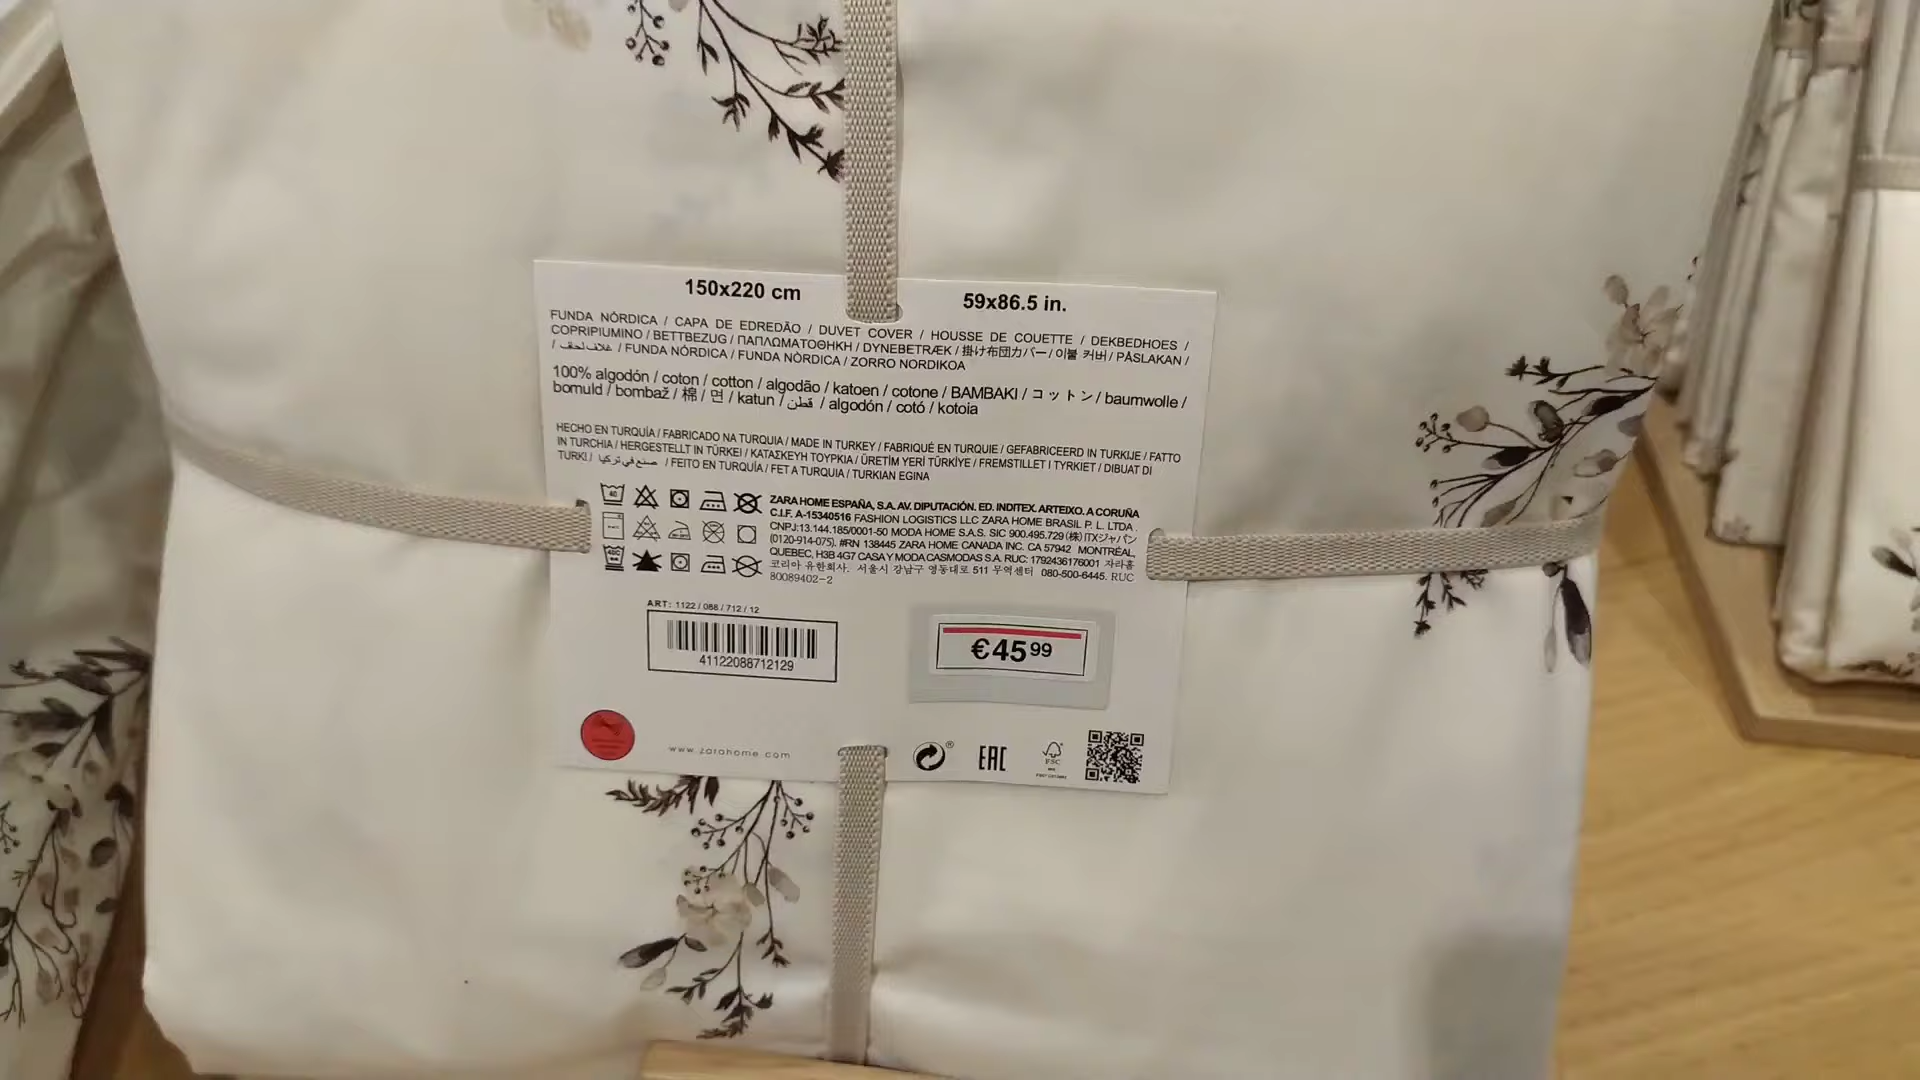 150x220 cm
59x86.5 in.
FUNDA NÓRDICA / CAPA DE EDREDÃO / DUVET COVER / HOUSSE DE COUETTE / DEKBEDHOES /
COPRIPIUMINO / BETTBEZUG / ΠΑΠΛΩΜΑΤΟΘΗΚΗ / DYNEBETRÆK / 掛け布団カバー / 이불 커버 / PÅSLAKAN /
/ غلاف لحاف / FUNDA NÓRDICA / FUNDA NÒRDICA / ZORRO NORDIKOA
100% algodón / coton / cotton / algodão / katoen / cotone / BAMBAKI / コットン / baumwolle /
bomuld / bombaž / 棉 / 면 / katun / قطن / algodón / cotó / kotoia
HECHO EN TURQUÍA / FABRICADO NA TURQUIA / MADE IN TURKEY / FABRIQUÉ EN TURQUIE / GEFABRICEERD IN TURKIJE / FATTO
IN TURCHIA / HERGESTELLT IN TÜRKEI / ΚΑΤΑΣΚΕΥΗ ΤΟΥΡΚΙΑ / ÜRETİM YERİ TÜRKİYE / FREMSTILLET I TYRKIET / DIBUAT DI
TURKI / صنع في تركيا / FEITO EN TURQUÍA / FET A TURQUIA / TURKIAN EGINA
ZARA HOME ESPAÑA, S.A. AV. DIPUTACIÓN. ED. INDITEX. ARTEIXO. A CORUÑA
C.I.F. A-15340516 FASHION LOGISTICS LLC ZARA HOME BRASIL P. L. LTDA .
CNPJ:13.144.185/0001-50 MODA HOME S.A.S. SIC 900.495.729 (株) ITXジャパン
(0120-914-075). #RN 138445 ZARA HOME CANADA INC. CA 57942 MONTRÉAL,
QUEBEC, H3B 4G7 CASA Y MODA CASMODAS S.A. RUC: 1792436176001 자라홈
코리아 유한회사. 서울시 강남구 영동대로 511 무역센터 080-500-6445. RUC
80089402-2
ART: 1122 / 088 / 712 / 12
41122088712129
€45 99
www.zarahome.com
EAC
FSC